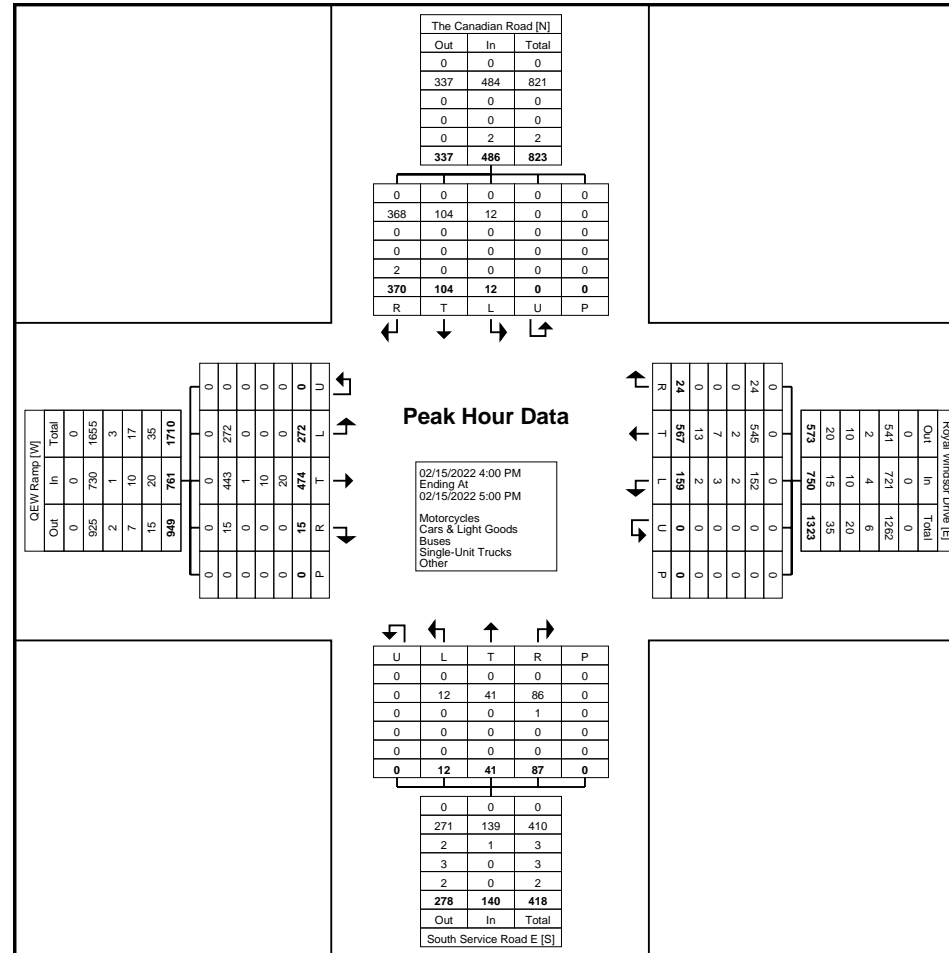 The Canadian Road [N]
Out In Total
0 0 0
337 484 821
0 0 0
0 0 0
0 2 2
337 486 823
0 0 0 0 0
368 104 12 0 0
0 0 0 0 0
0 0 0 0 0
2 0 0 0 0
370 104 12 0 0
R T L U P
QEW Ramp [W]
Total In Out
0 0 0
1655 730 925
3 1 2
17 10 7
35 20 15
1710 761 949
0 0 0 0 0
0 272 443 15 0
0 0 1 0 0
0 0 10 0 0
0 0 20 0 0
0 272 474 15 0
U L T R P
Peak Hour Data
02/15/2022 4:00 PM
Ending At
02/15/2022 5:00 PM
Motorcycles
Cars & Light Goods
Buses
Single-Unit Trucks
Other
R T L U P
24 567 159 0 0
0 13 2 0 0
0 7 3 0 0
0 2 2 0 0
24 545 152 0 0
0 0 0 0 0
573 750 1323
20 15 35
10 10 20
2 4 6
541 721 1262
0 0 0
Out In Total
Royal Windsor Drive [E]
U L T R P
0 0 0 0 0
0 12 41 86 0
0 0 0 1 0
0 0 0 0 0
0 0 0 0 0
0 12 41 87 0
0 0 0
271 139 410
2 1 3
3 0 3
2 0 2
278 140 418
Out In Total
South Service Road E [S]